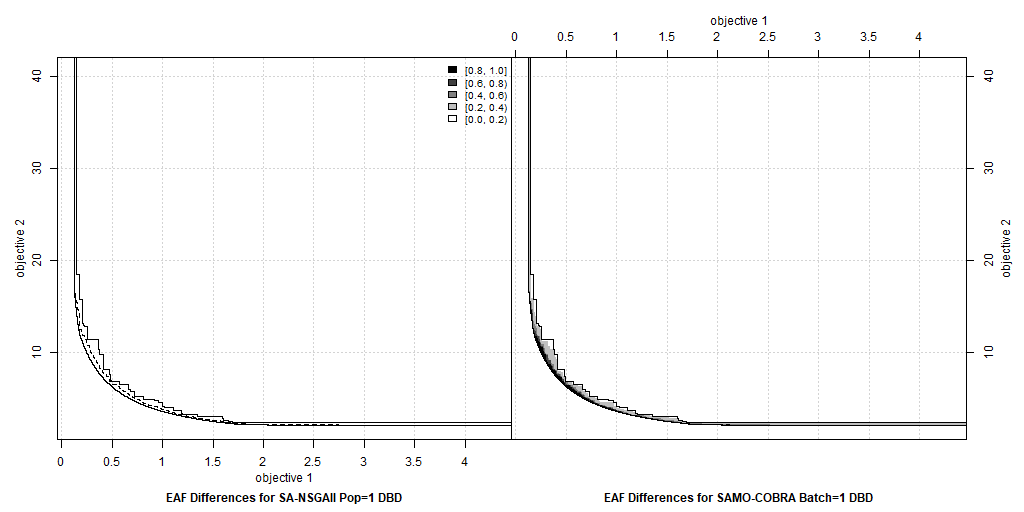 objective 1
0 0.5 1 1.5 2 2.5 3 3.5 4
[0.8, 1.0]
[0.6, 0.8)
[0.4, 0.6)
[0.2, 0.4)
[0.0, 0.2)
objective 2
40
30
20
10
40
30
20
10
objective 2
0 0.5 1 1.5 2 2.5 3 3.5 4
objective 1
EAF Differences for SA-NSGAII Pop=1 DBD
EAF Differences for SAMO-COBRA Batch=1 DBD